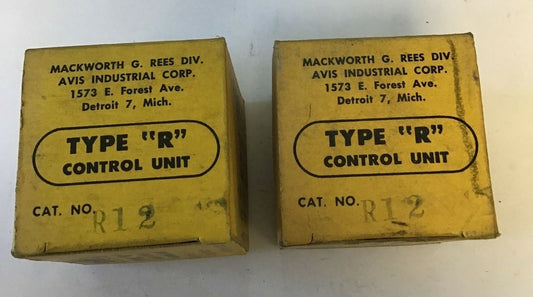 MACKWORTH G. REES DIV.
AVIS INDUSTRIAL CORP.
1573 E. Forest Ave.
Detroit 7, Mich.
TYPE "R"
CONTROL UNIT
CAT. NO. R12
MACKWORTH G. REES DIV.
AVIS INDUSTRIAL CORP.
1573 E. Forest Ave.
Detroit 7, Mich.
TYPE "R"
CONTROL UNIT
CAT. NO. R12